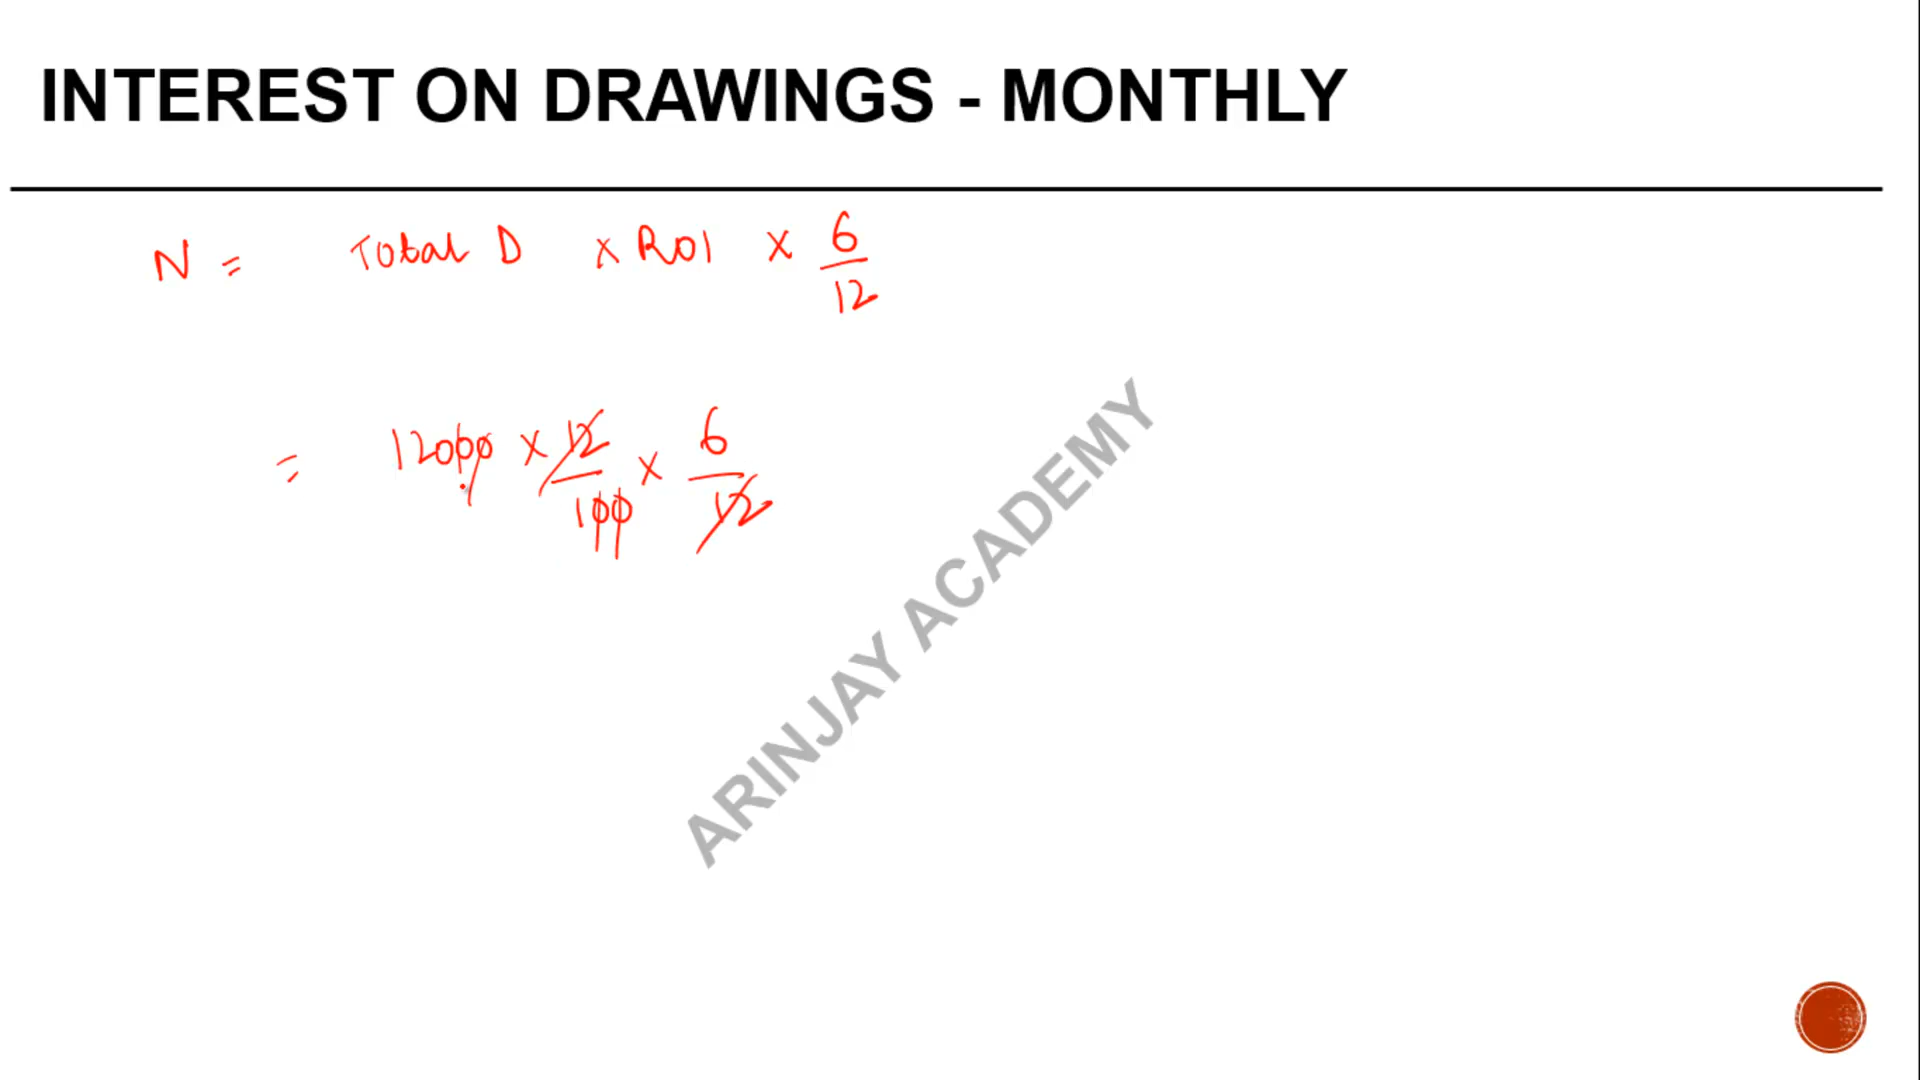 INTEREST ON DRAWINGS - MONTHLY
N = Total D x ROI x 6/12
= 12000 x 12/100 x 6/12
ARINJAY ACADEMY